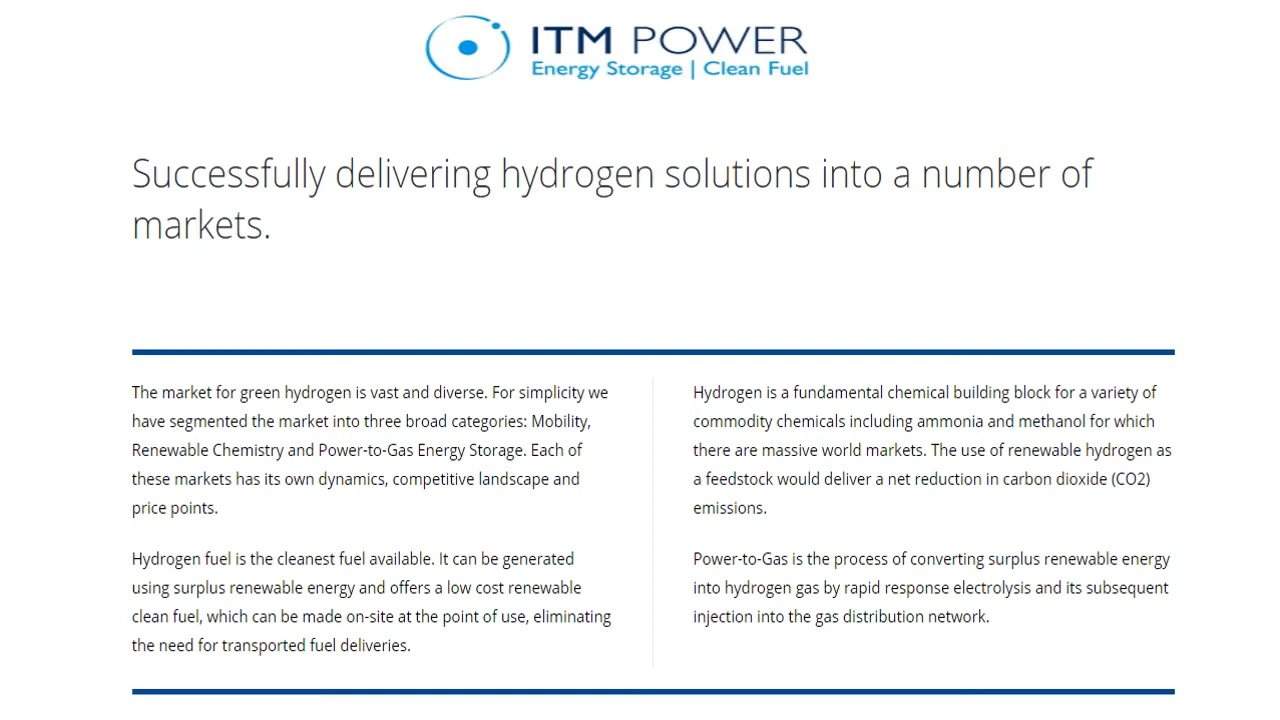 ITM POWER
Energy Storage | Clean Fuel
Successfully delivering hydrogen solutions into a number of
markets.
The market for green hydrogen is vast and diverse. For simplicity we
have segmented the market into three broad categories: Mobility,
Renewable Chemistry and Power-to-Gas Energy Storage. Each of
these markets has its own dynamics, competitive landscape and
price points.
Hydrogen fuel is the cleanest fuel available. It can be generated
using surplus renewable energy and offers a low cost renewable
clean fuel, which can be made on-site at the point of use, eliminating
the need for transported fuel deliveries.
Hydrogen is a fundamental chemical building block for a variety of
commodity chemicals including ammonia and methanol for which
there are massive world markets. The use of renewable hydrogen as
a feedstock would deliver a net reduction in carbon dioxide (CO2)
emissions.
Power-to-Gas is the process of converting surplus renewable energy
into hydrogen gas by rapid response electrolysis and its subsequent
injection into the gas distribution network.